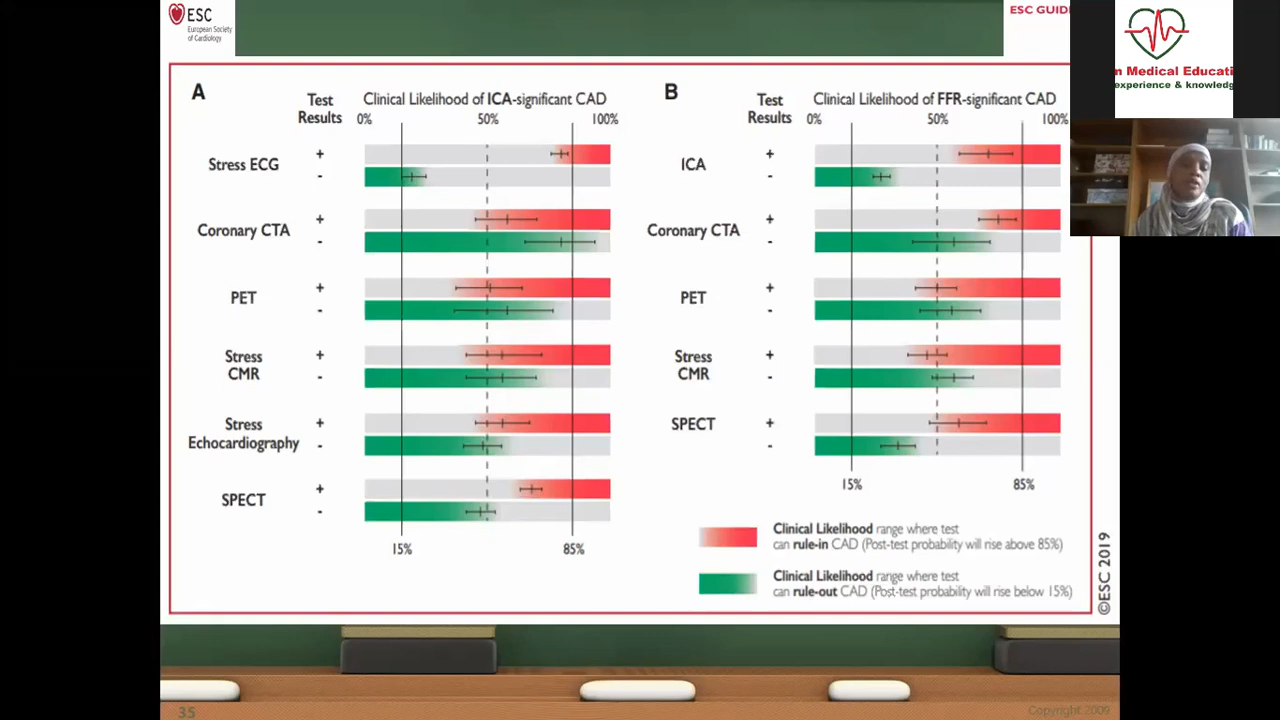 ESC
European Society
of Cardiology
ESC GUID
n Medical Educati
experience & knowledg
A
Test
Results
Clinical Likelihood of ICA-significant CAD
0% 50% 100%
Stress ECG
+
-
Coronary CTA
+
-
PET
+
-
Stress
CMR
+
-
Stress
Echocardiography
+
-
SPECT
+
-
15% 85%
B
Test
Results
Clinical Likelihood of FFR-significant CAD
0% 50% 100%
ICA
+
-
Coronary CTA
+
-
PET
+
-
Stress
CMR
+
-
SPECT
+
-
15% 85%
Clinical Likelihood range where test
can rule-in CAD (Post-test probability will rise above 85%)
Clinical Likelihood range where test
can rule-out CAD (Post-test probability will rise below 15%)
©ESC 2019
35
Copyright 2009